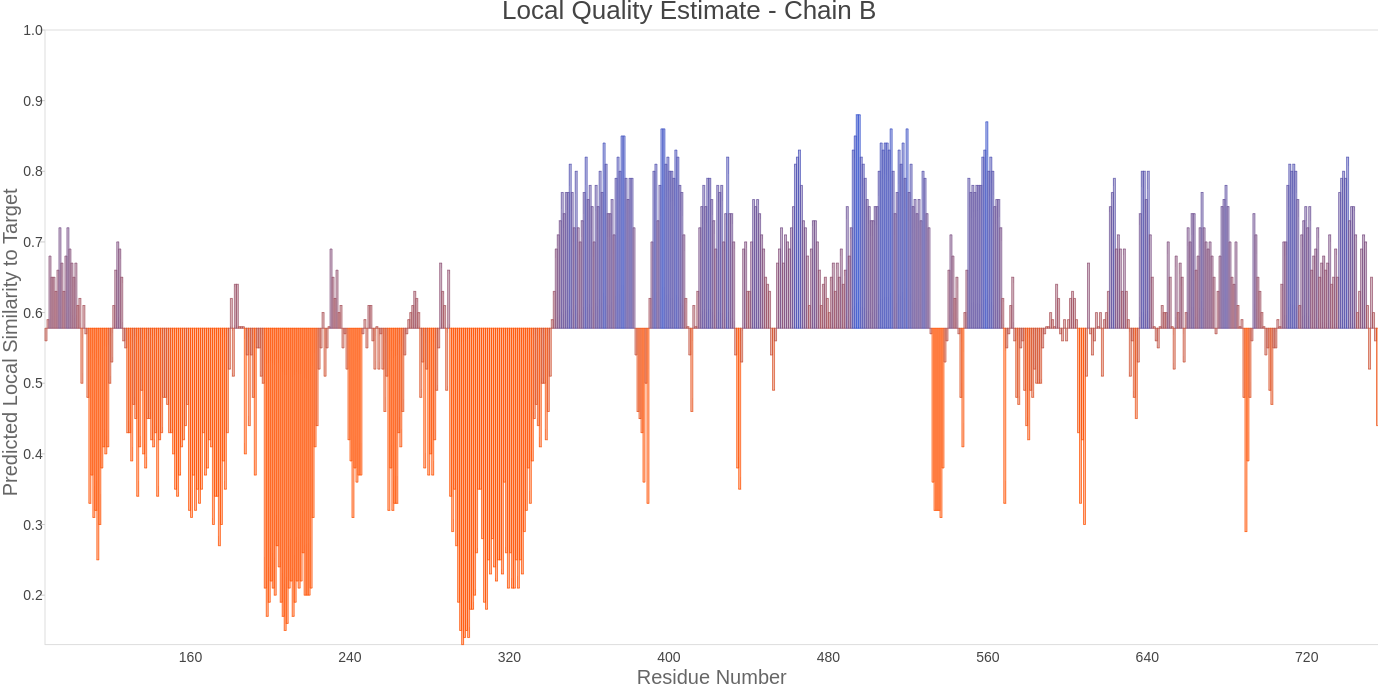 Local Quality Estimate - Chain B
Predicted Local Similarity to Target
1.0
0.9
0.8
0.7
0.6
0.5
0.4
0.3
0.2
160 240 320 400 480 560 640 720
Residue Number